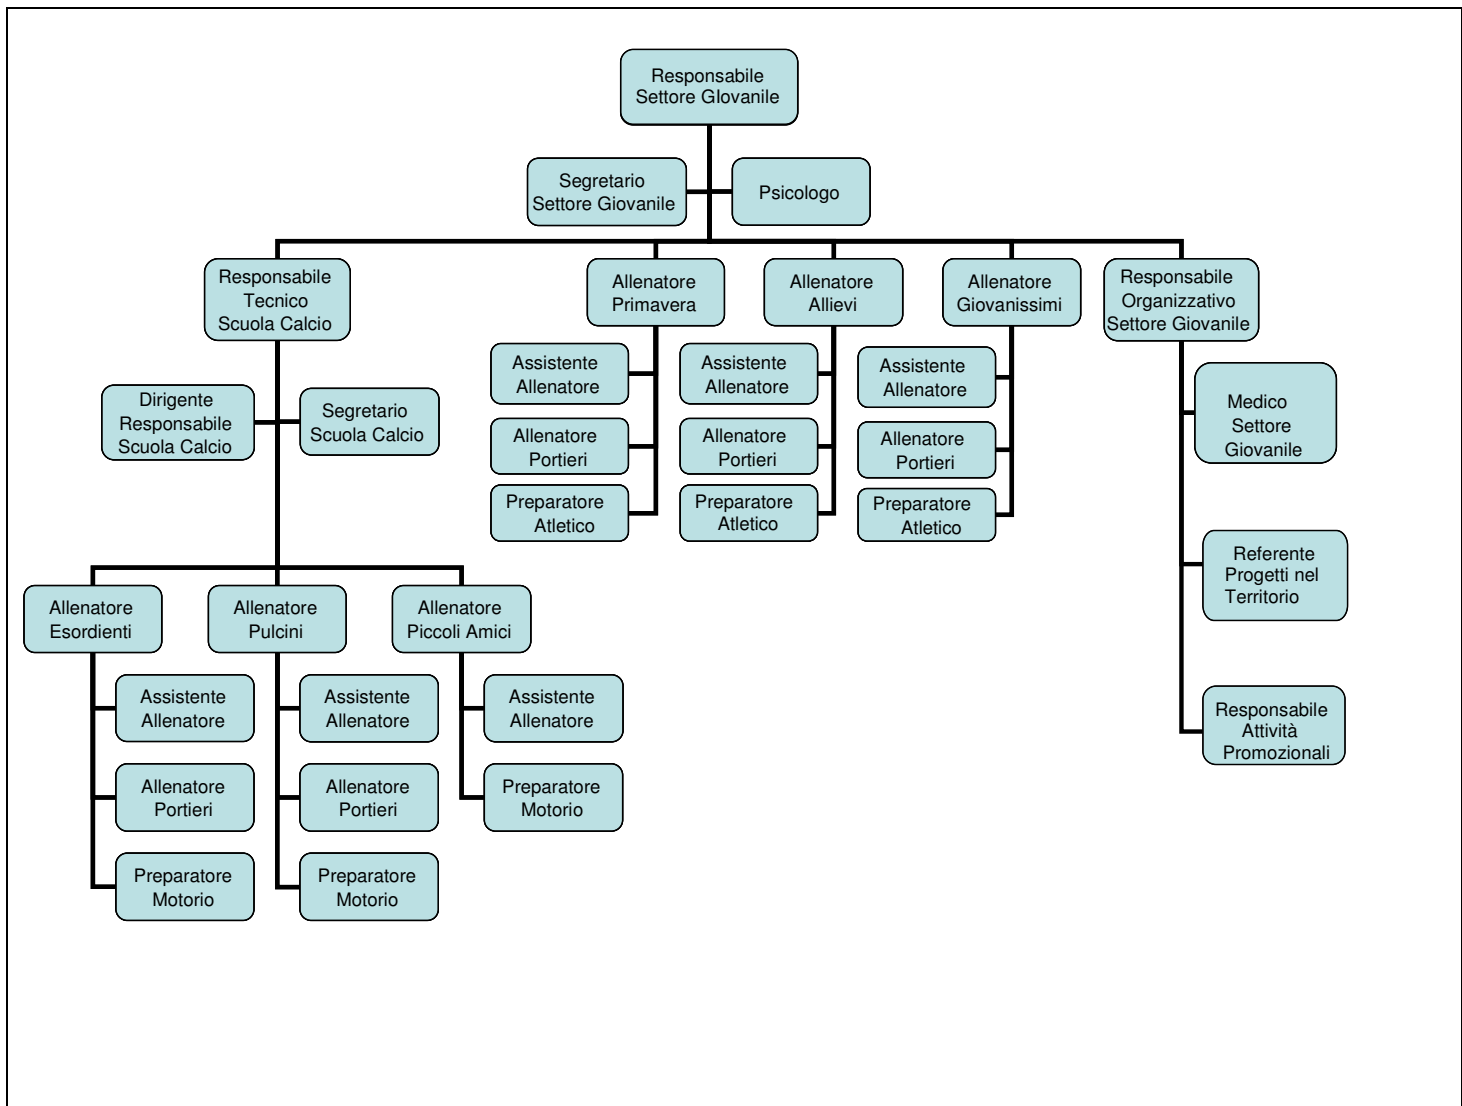 Responsabile
Settore GIovanile
Segretario
Settore Giovanile
Psicologo
Responsabile
Tecnico
Scuola Calcio
Allenatore
Primavera
Allenatore
Allievi
Allenatore
Giovanissimi
Responsabile
Organizzativo
Settore Giovanile
Assistente
Allenatore
Allenatore
Portieri
Preparatore
Atletico
Assistente
Allenatore
Allenatore
Portieri
Preparatore
Atletico
Assistente
Allenatore
Allenatore
Portieri
Preparatore
Atletico
Medico
Settore
Giovanile
Referente
Progetti nel
Territorio
Responsabile
Attività
Promozionali
Dirigente
Responsabile
Scuola Calcio
Segretario
Scuola Calcio
Allenatore
Esordienti
Allenatore
Pulcini
Allenatore
Piccoli Amici
Assistente
Allenatore
Allenatore
Portieri
Preparatore
Motorio
Assistente
Allenatore
Allenatore
Portieri
Preparatore
Motorio
Assistente
Allenatore
Preparatore
Motorio